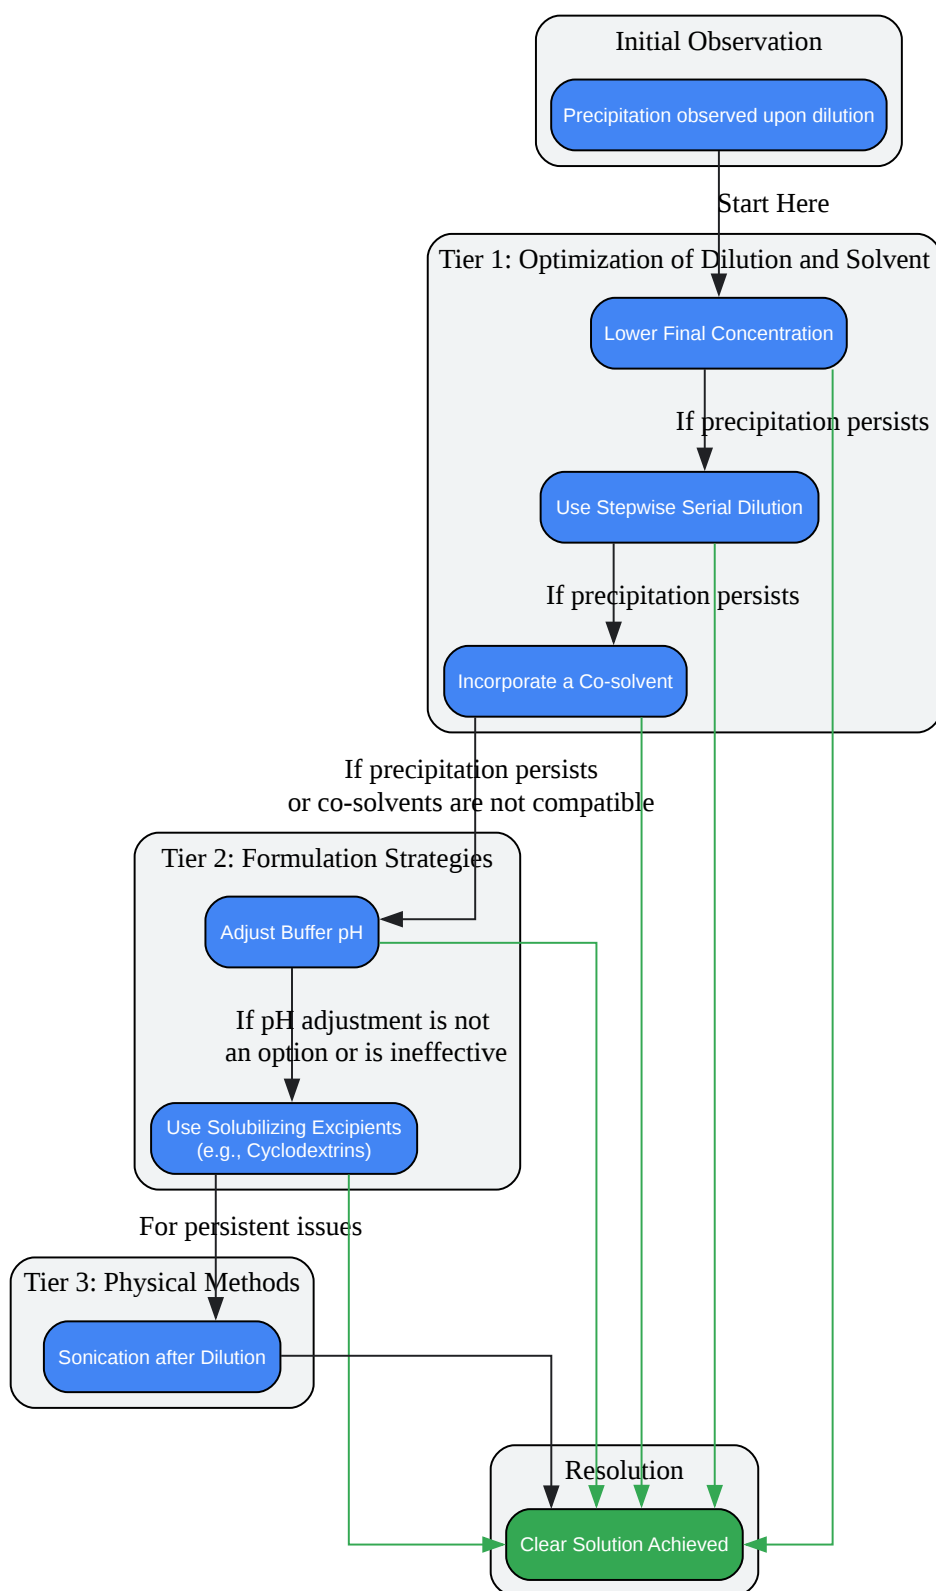 Initial Observation
Precipitation observed upon dilution
Start Here
Tier 1: Optimization of Dilution and Solvent
Lower Final Concentration
If precipitation persists
Use Stepwise Serial Dilution
If precipitation persists
Incorporate a Co-solvent
If precipitation persists
or co-solvents are not compatible
Tier 2: Formulation Strategies
Adjust Buffer pH
If pH adjustment is not
an option or is ineffective
Use Solubilizing Excipients
(e.g., Cyclodextrins)
For persistent issues
Tier 3: Physical Methods
Sonication after Dilution
Resolution
Clear Solution Achieved